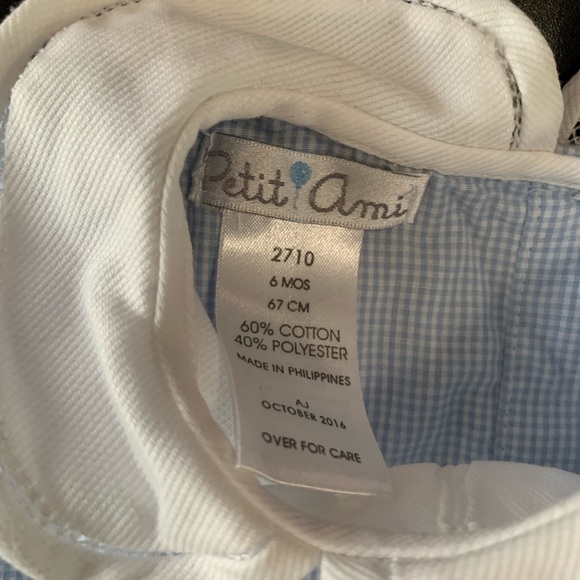 Petit Ami
2710
6 MOS
67 CM
60% COTTON
40% POLYESTER
MADE IN PHILIPPINES
AJ
OCTOBER 2016
OVER FOR CARE